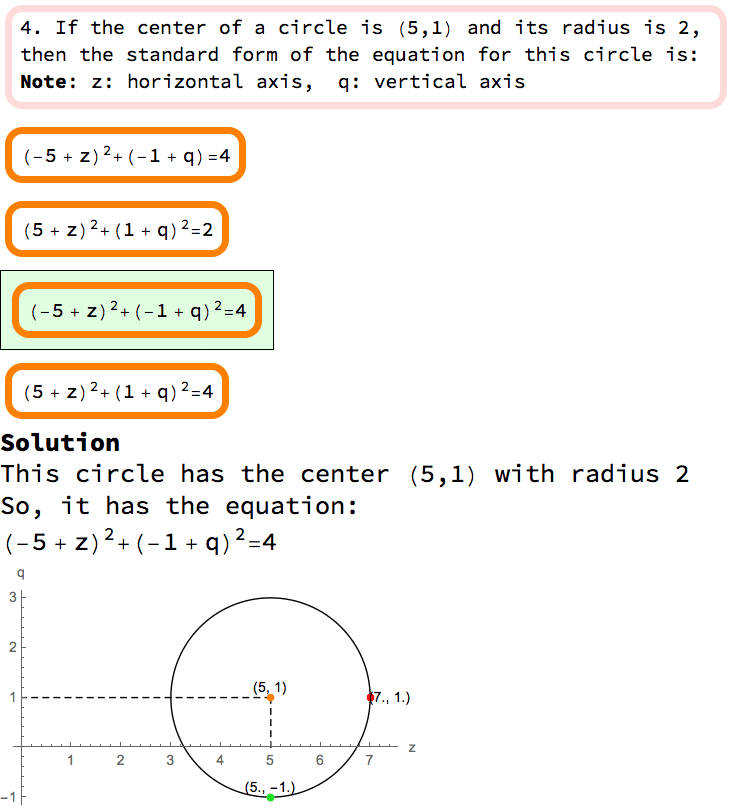 4. If the center of a circle is (5,1) and its radius is 2,
then the standard form of the equation for this circle is:
Note: z: horizontal axis, q: vertical axis
(-5 + z)²+(-1 + q)=4
(5 + z)²+(1 + q)²=2
(-5 + z)²+(-1 + q)²=4
(5 + z)²+(1 + q)²=4
Solution
This circle has the center (5,1) with radius 2
So, it has the equation:
(-5 + z)²+(-1 + q)²=4
q
3
2
(5, 1)
1
(7., 1.)
z
1 2 3 4 5 6 7
(5., -1.)
-1